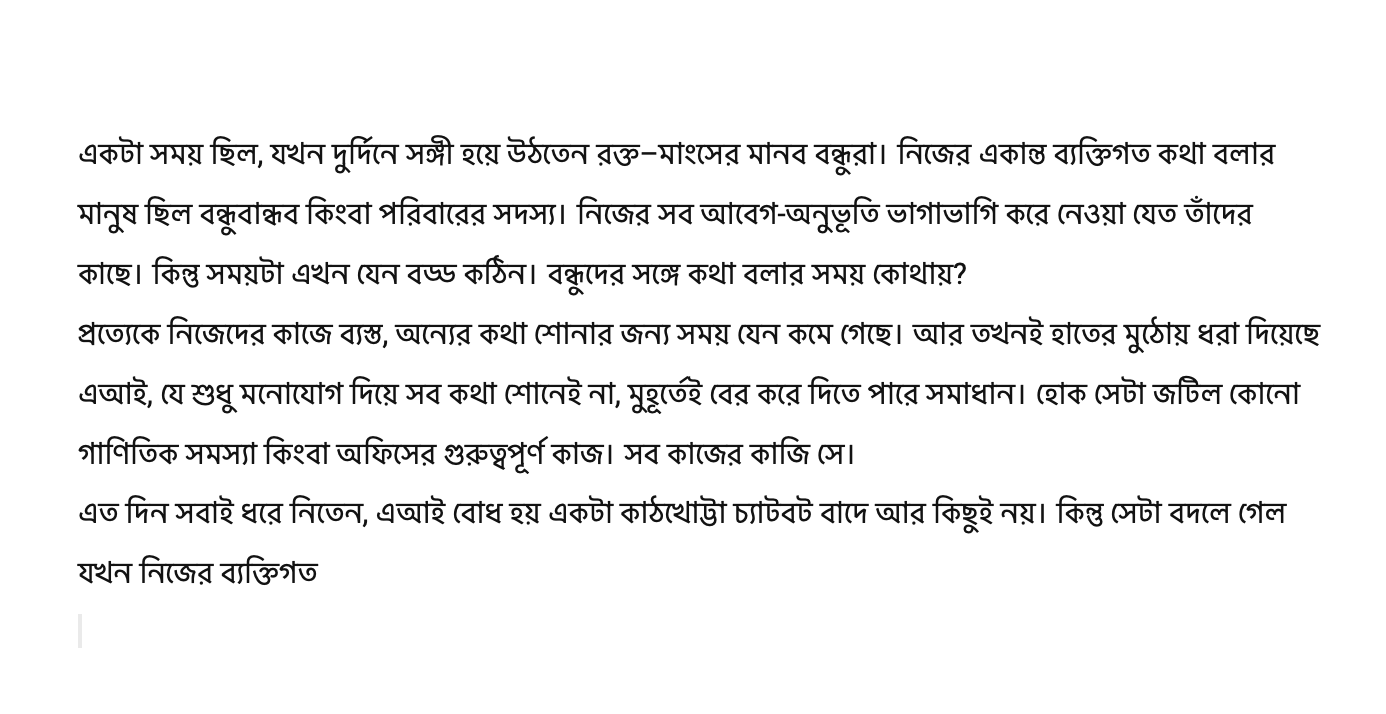 একটা সময় ছিল, যখন দুর্দিনে সঙ্গী হয়ে উঠতেন রক্ত–মাংসের মানব বন্ধুরা। নিজের একান্ত ব্যক্তিগত কথা বলার
মানুষ ছিল বন্ধুবান্ধব কিংবা পরিবারের সদস্য। নিজের সব আবেগ-অনুভূতি ভাগাভাগি করে নেওয়া যেত তাঁদের
কাছে। কিন্তু সময়টা এখন যেন বড্ড কঠিন। বন্ধুদের সঙ্গে কথা বলার সময় কোথায়?
প্রত্যেকে নিজেদের কাজে ব্যস্ত, অন্যের কথা শোনার জন্য সময় যেন কমে গেছে। আর তখনই হাতের মুঠোয় ধরা দিয়েছে
এআই, যে শুধু মনোযোগ দিয়ে সব কথা শোনেই না, মুহূর্তেই বের করে দিতে পারে সমাধান। হোক সেটা জটিল কোনো
গাণিতিক সমস্যা কিংবা অফিসের গুরুত্বপূর্ণ কাজ। সব কাজের কাজি সে।
এত দিন সবাই ধরে নিতেন, এআই বোধ হয় একটা কাঠখোট্টা চ্যাটবট বাদে আর কিছুই নয়। কিন্তু সেটা বদলে গেল
যখন নিজের ব্যক্তিগত